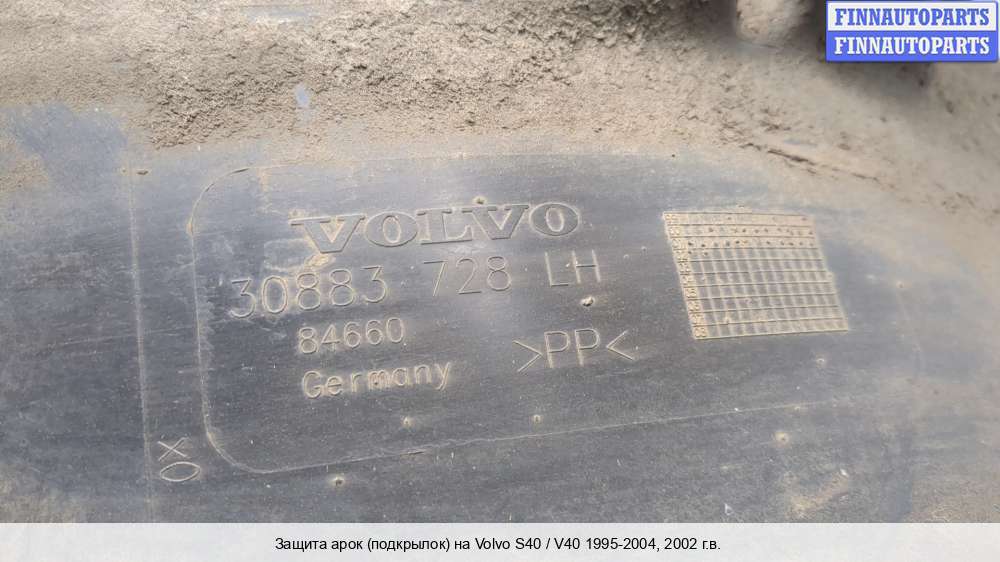 FINNAUTOPARTS
FINNAUTOPARTS
VOLVO
30883 728 LH
84660
>PP<
Germany
OX
Защита арок (подкрылок) на Volvo S40 / V40 1995-2004, 2002 г.в.